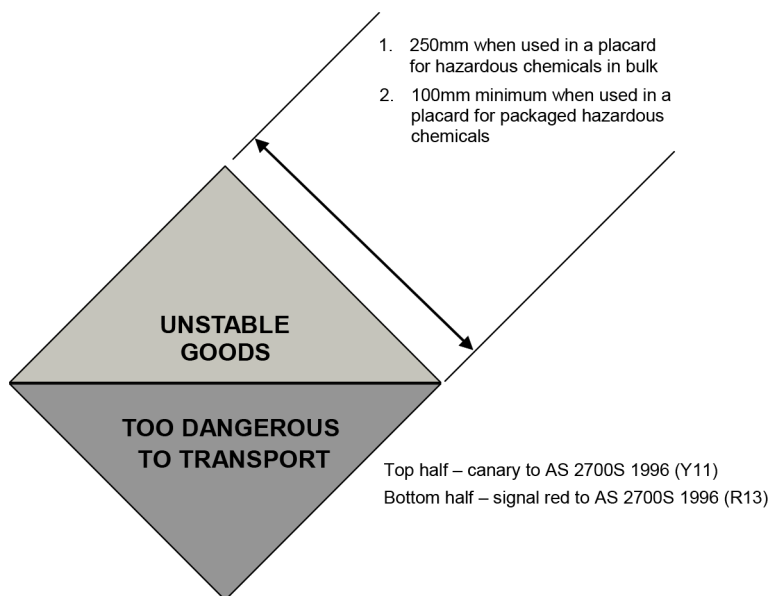 1. 250mm when used in a placard
for hazardous chemicals in bulk
2. 100mm minimum when used in a
placard for packaged hazardous
chemicals
UNSTABLE
GOODS
TOO DANGEROUS
TO TRANSPORT
Top half – canary to AS 2700S 1996 (Y11)
Bottom half – signal red to AS 2700S 1996 (R13)